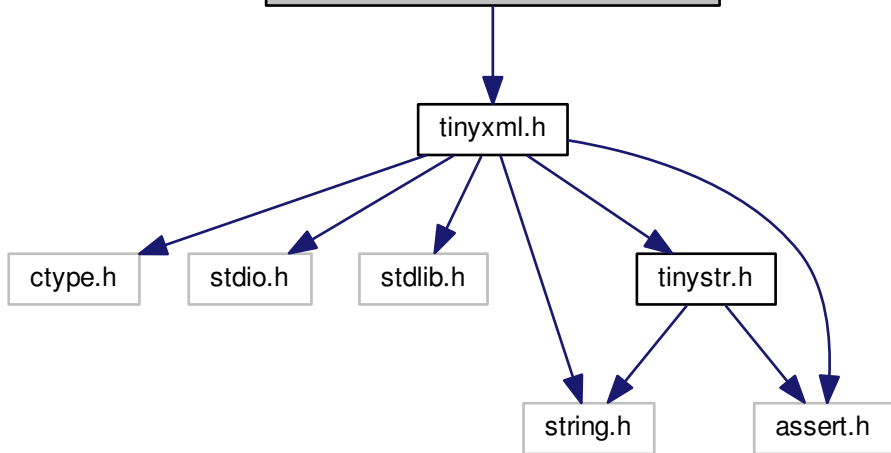 tinyxml.h
ctype.h
stdio.h
stdlib.h
tinystr.h
string.h
assert.h